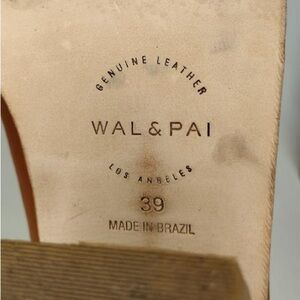 GENUINE LEATHER
WAL & PAI
LOS ANGELES
39
MADE IN BRAZIL